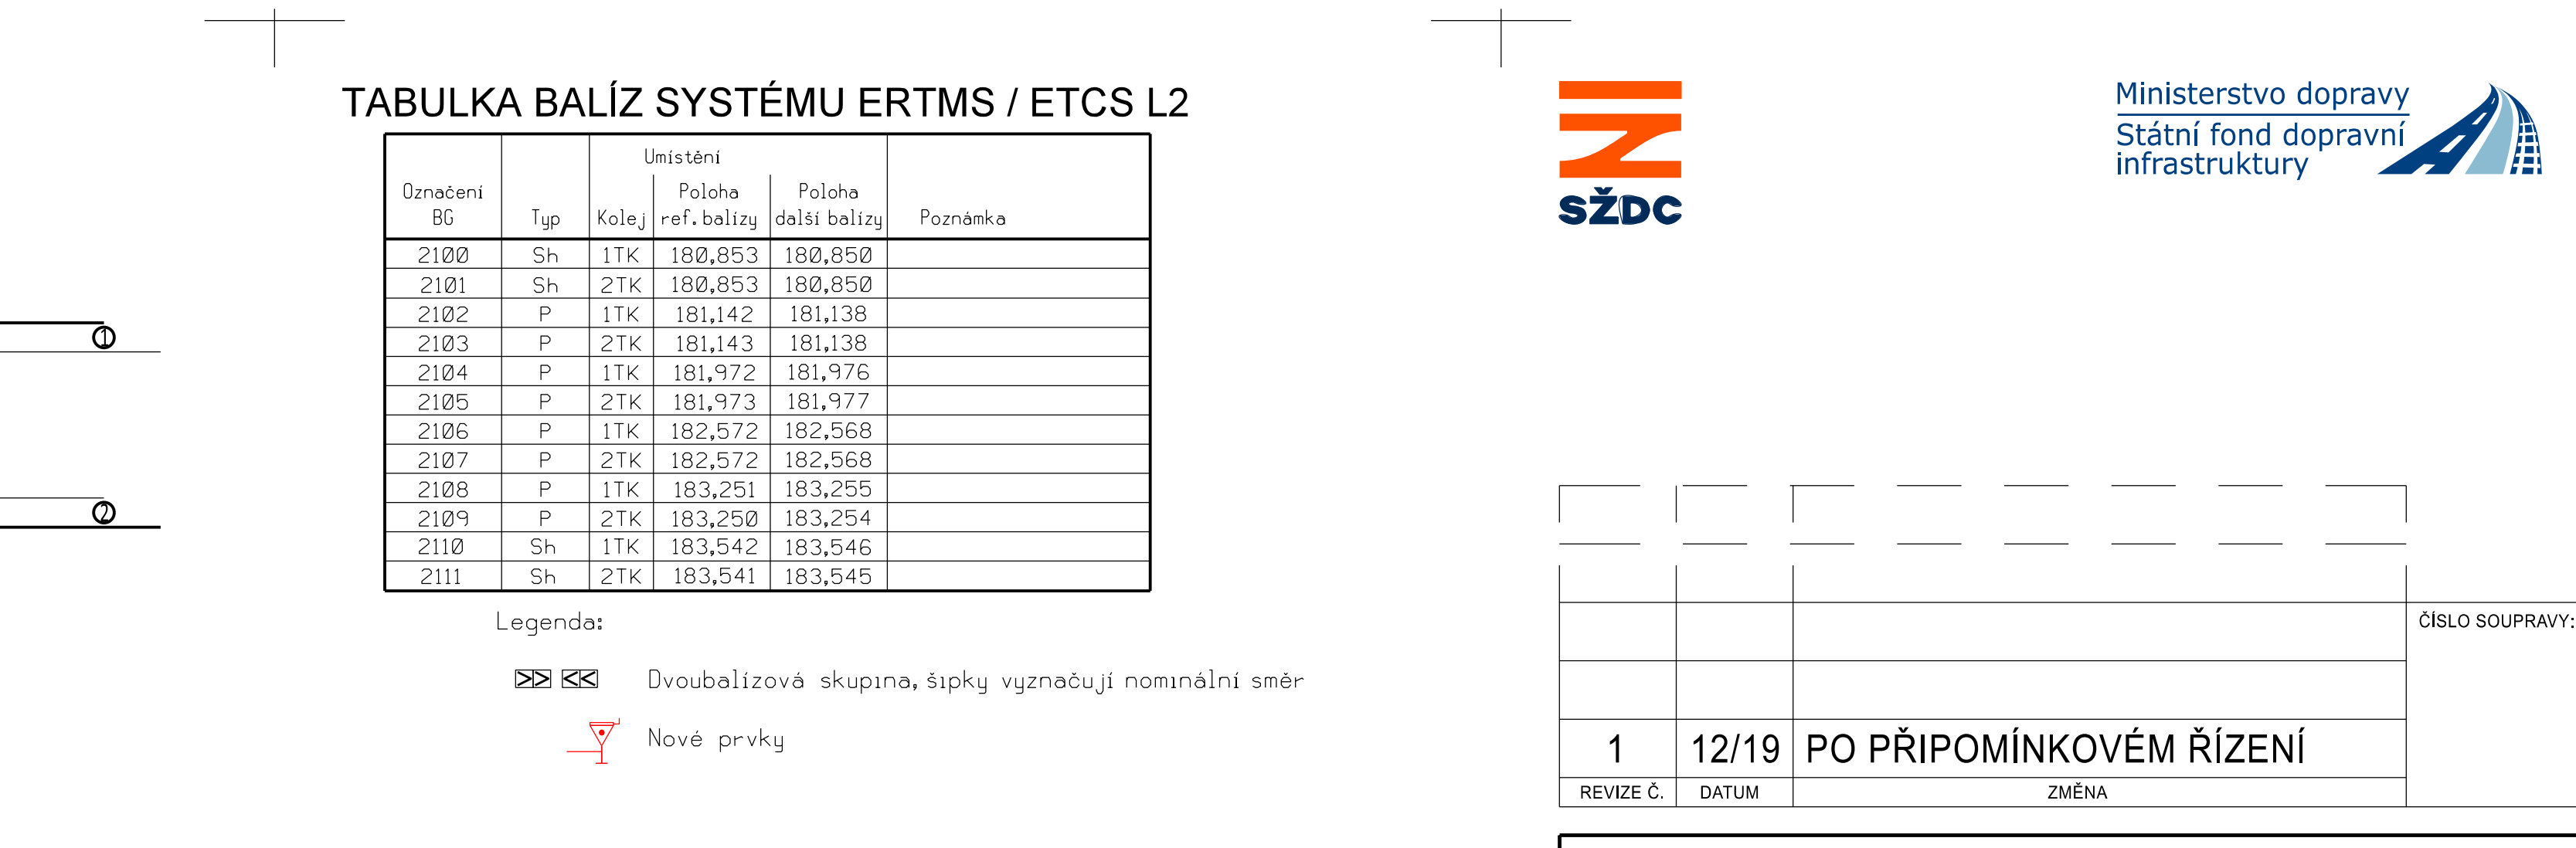 TABULKA BALÍZ SYSTÉMU ERTMS / ETCS L2
Označení BG Typ Umístění Poznámka
Kolej Poloha ref. balízy Poloha další balízy
2100 Sh 1TK 180,853 180,850
2101 Sh 2TK 180,853 180,850
2102 P 1TK 181,142 181,138
2103 P 2TK 181,143 181,138
2104 P 1TK 181,972 181,976
2105 P 2TK 181,973 181,977
2106 P 1TK 182,572 182,568
2107 P 2TK 182,572 182,568
2108 P 1TK 183,251 183,255
2109 P 2TK 183,250 183,254
2110 Sh 1TK 183,542 183,546
2111 Sh 2TK 183,541 183,545
Legenda:
>> << Dvoubalízová skupina, šipky vyznačují nominální směr
Nové prvky
1
2
SŽDC
Ministerstvo dopravy
Státní fond dopravní
infrastruktury
ČÍSLO SOUPRAVY:
1 12/19 PO PŘIPOMÍNKOVÉM ŘÍZENÍ
REVIZE Č. DATUM ZMĚNA